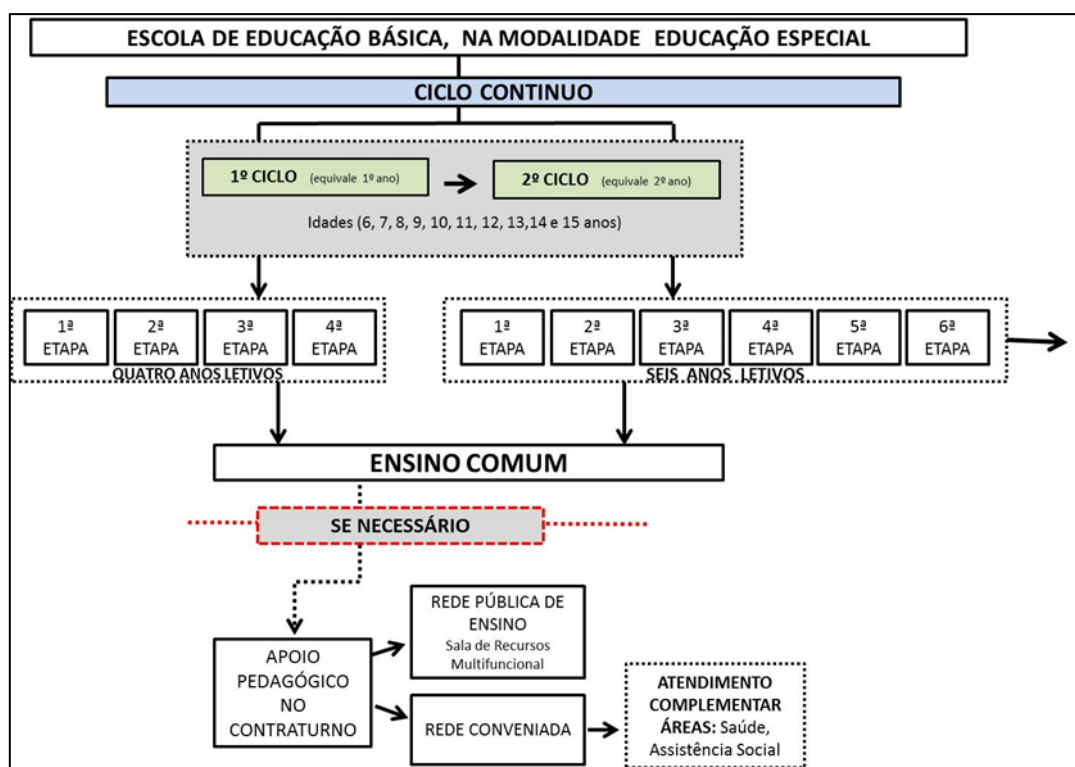 ESCOLA DE EDUCAÇÃO BÁSICA, NA MODALIDADE EDUCAÇÃO ESPECIAL
CICLO CONTINUO
1º CICLO (equivale 1º ano)
2º CICLO (equivale 2º ano)
Idades (6, 7, 8, 9, 10, 11, 12, 13,14 e 15 anos)
1ª
ETAPA
2ª
ETAPA
3ª
ETAPA
4ª
ETAPA
QUATRO ANOS LETIVOS
1ª
ETAPA
2ª
ETAPA
3ª
ETAPA
4ª
ETAPA
5ª
ETAPA
6ª
ETAPA
SEIS ANOS LETIVOS
ENSINO COMUM
SE NECESSÁRIO
APOIO
PEDAGÓGICO
NO
CONTRATURNO
REDE PÚBLICA DE
ENSINO
Sala de Recursos
Multifuncional
REDE CONVENIADA
ATENDIMENTO
COMPLEMENTAR
ÁREAS: Saúde,
Assistência Social